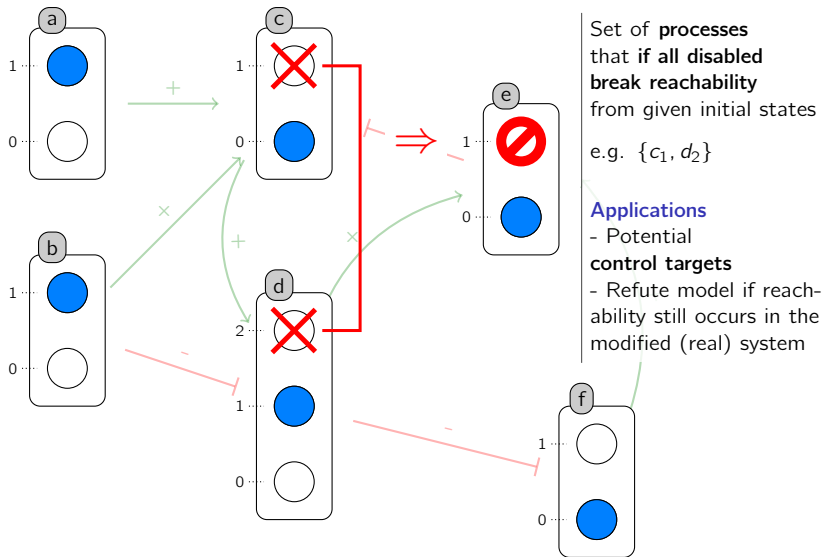 a
1
0
b
1
0
c
1
0
d
2
1
0
e
1
0
f
1
0
+
×
+
×
-
-
⇒
Set of processes
that if all disabled
break reachability
from given initial states
e.g. {c₁, d₂}
Applications
- Potential
control targets
- Refute model if reach-
ability still occurs in the
modified (real) system